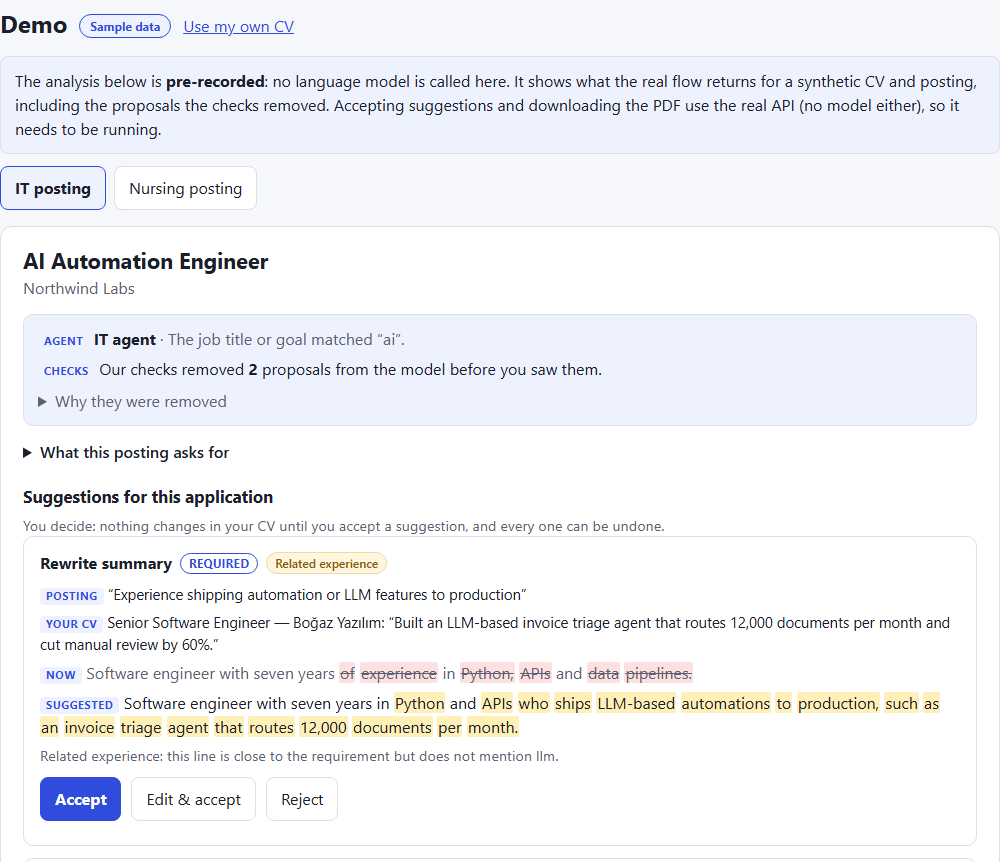 Demo Sample data Use my own CV
The analysis below is pre-recorded: no language model is called here. It shows what the real flow returns for a synthetic CV and posting,
including the proposals the checks removed. Accepting suggestions and downloading the PDF use the real API (no model either), so it
needs to be running.
IT posting Nursing posting
AI Automation Engineer
Northwind Labs
AGENT IT agent · The job title or goal matched “ai”.
CHECKS Our checks removed 2 proposals from the model before you saw them.
▶ Why they were removed
▶ What this posting asks for
Suggestions for this application
You decide: nothing changes in your CV until you accept a suggestion, and every one can be undone.
Rewrite summary REQUIRED Related experience
POSTING “Experience shipping automation or LLM features to production”
YOUR CV Senior Software Engineer — Boğaz Yazılım: “Built an LLM-based invoice triage agent that routes 12,000 documents per month and
cut manual review by 60%.”
NOW Software engineer with seven years of experience in Python, APIs and data pipelines.
SUGGESTED Software engineer with seven years in Python and APIs who ships LLM-based automations to production, such as
an invoice triage agent that routes 12,000 documents per month.
Related experience: this line is close to the requirement but does not mention llm.
Accept Edit & accept Reject